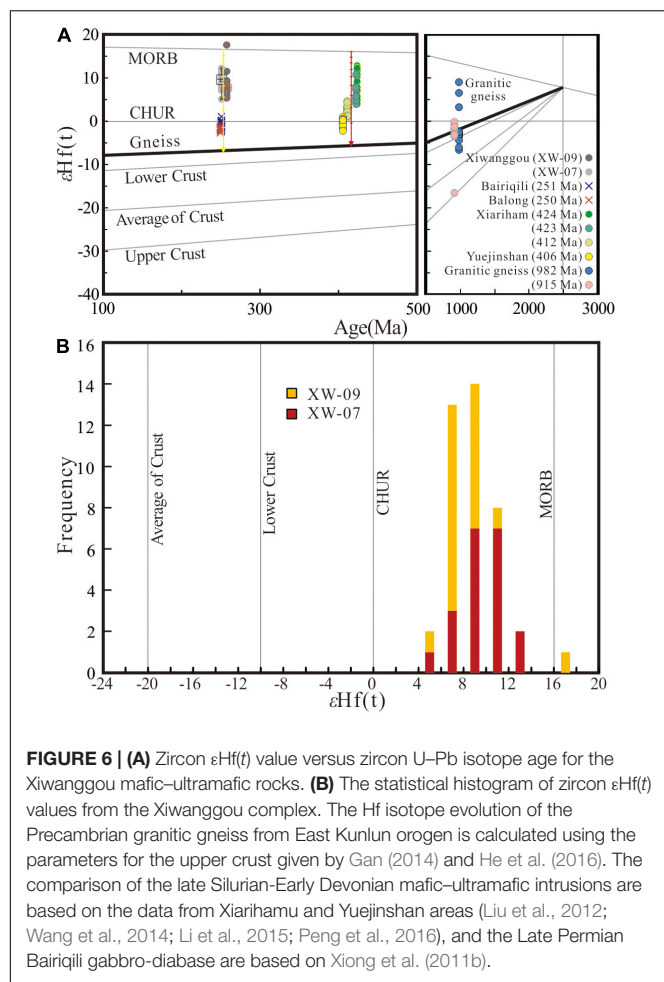 A
20
10
0
-10
-20
-30
-40
εHf(t)
MORB
CHUR
Gneiss
Lower Crust
Average of Crust
Upper Crust
100
300
500
Age(Ma)
1000
2000
3000
Granitic
gneiss
Xiwanggou (XW-09)
(XW-07)
Bairiqili (251 Ma)
Balong (250 Ma)
Xiariham (424 Ma)
(423 Ma)
(412 Ma)
Yuejinshan (406 Ma)
Granitic gneiss (982 Ma)
(915 Ma)
B
16
14
12
10
8
6
4
2
0
Frequency
XW-09
XW-07
Average of Crust
Lower Crust
CHUR
MORB
-24 -20 -16 -12 -8 -4 0 4 8 12 16 20
εHf(t)
FIGURE 6 | (A) Zircon εHf(t) value versus zircon U–Pb isotope age for the
Xiwanggou mafic–ultramafic rocks. (B) The statistical histogram of zircon εHf(t)
values from the Xiwanggou complex. The Hf isotope evolution of the
Precambrian granitic gneiss from East Kunlun orogen is calculated using the
parameters for the upper crust given by Gan (2014) and He et al. (2016). The
comparison of the late Silurian-Early Devonian mafic–ultramafic intrusions are
based on the data from Xiarihamu and Yuejinshan areas (Liu et al., 2012;
Wang et al., 2014; Li et al., 2015; Peng et al., 2016), and the Late Permian
Bairiqili gabbro-diabase are based on Xiong et al. (2011b).